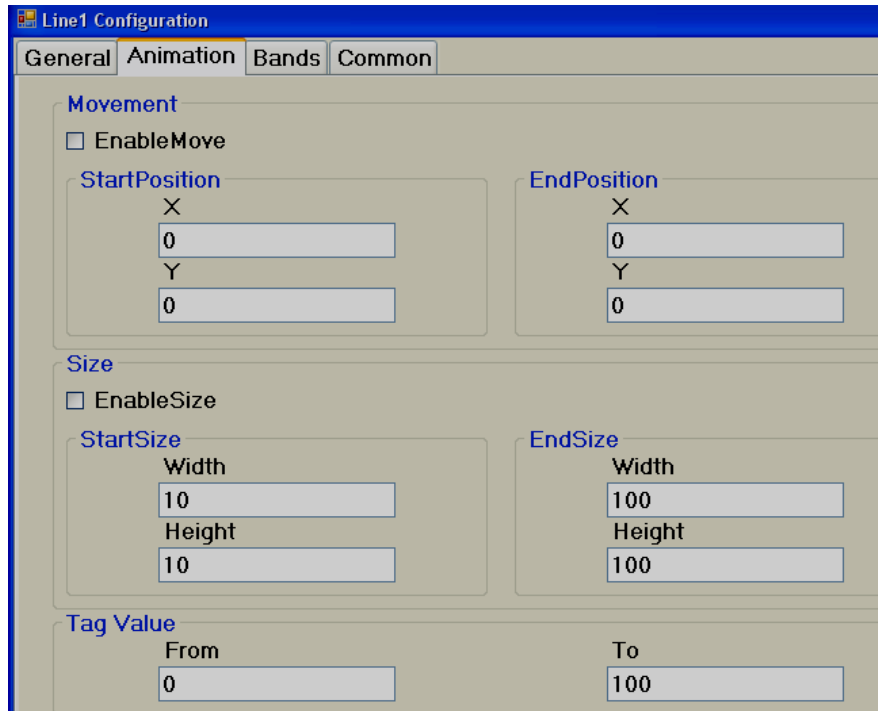 Line1 Configuration
General Animation Bands Common
Movement
EnableMove
StartPosition EndPosition
X X
0 0
Y Y
0 0
Size
EnableSize
StartSize EndSize
Width Width
10 100
Height Height
10 100
Tag Value
From To
0 100